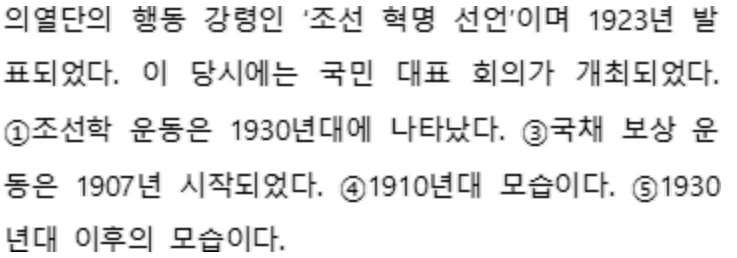 의열단의 행동 강령인 ‘조선 혁명 선언’이며 1923년 발
표되었다. 이 당시에는 국민 대표 회의가 개최되었다.
①조선학 운동은 1930년대에 나타났다. ③국채 보상 운
동은 1907년 시작되었다. ④1910년대 모습이다. ⑤1930
년대 이후의 모습이다.